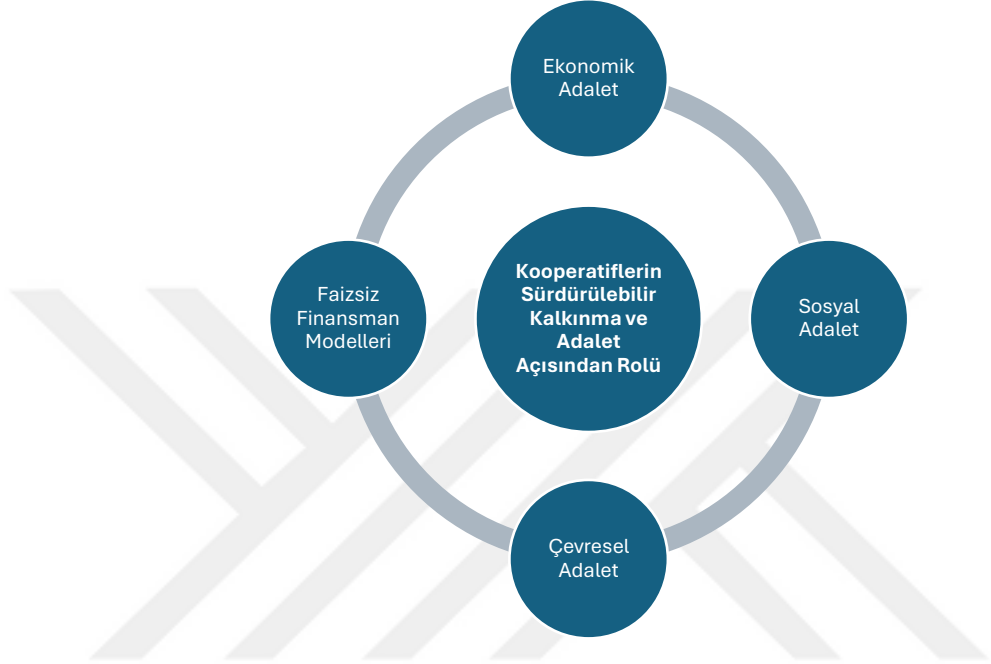 Ekonomik
Adalet
Faizsiz
Finansman
Modelleri
Kooperatiflerin
Sürdürülebilir
Kalkınma ve
Adalet
Açısından Rolü
Sosyal
Adalet
Çevresel
Adalet